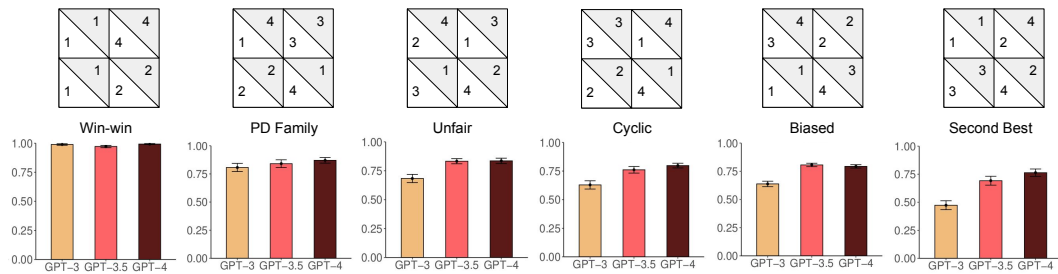 1 4 4 3 4 3 3 4 4 2 1 4
1 4 1 3 2 1 3 1 3 2 1 2
1 2 2 1 1 2 2 1 1 3 3 2
1 2 2 4 3 4 2 4 1 4 3 4
Win-win PD Family Unfair Cyclic Biased Second Best
1.00 1.00 1.00 1.00 1.00 1.00
0.75 0.75 0.75 0.75 0.75 0.75
0.50 0.50 0.50 0.50 0.50 0.50
0.25 0.25 0.25 0.25 0.25 0.25
0.00 0.00 0.00 0.00 0.00 0.00
GPT−3 GPT−3.5 GPT−4 GPT−3 GPT−3.5 GPT−4 GPT−3 GPT−3.5 GPT−4 GPT−3 GPT−3.5 GPT−4 GPT−3 GPT−3.5 GPT−4 GPT−3 GPT−3.5 GPT−4